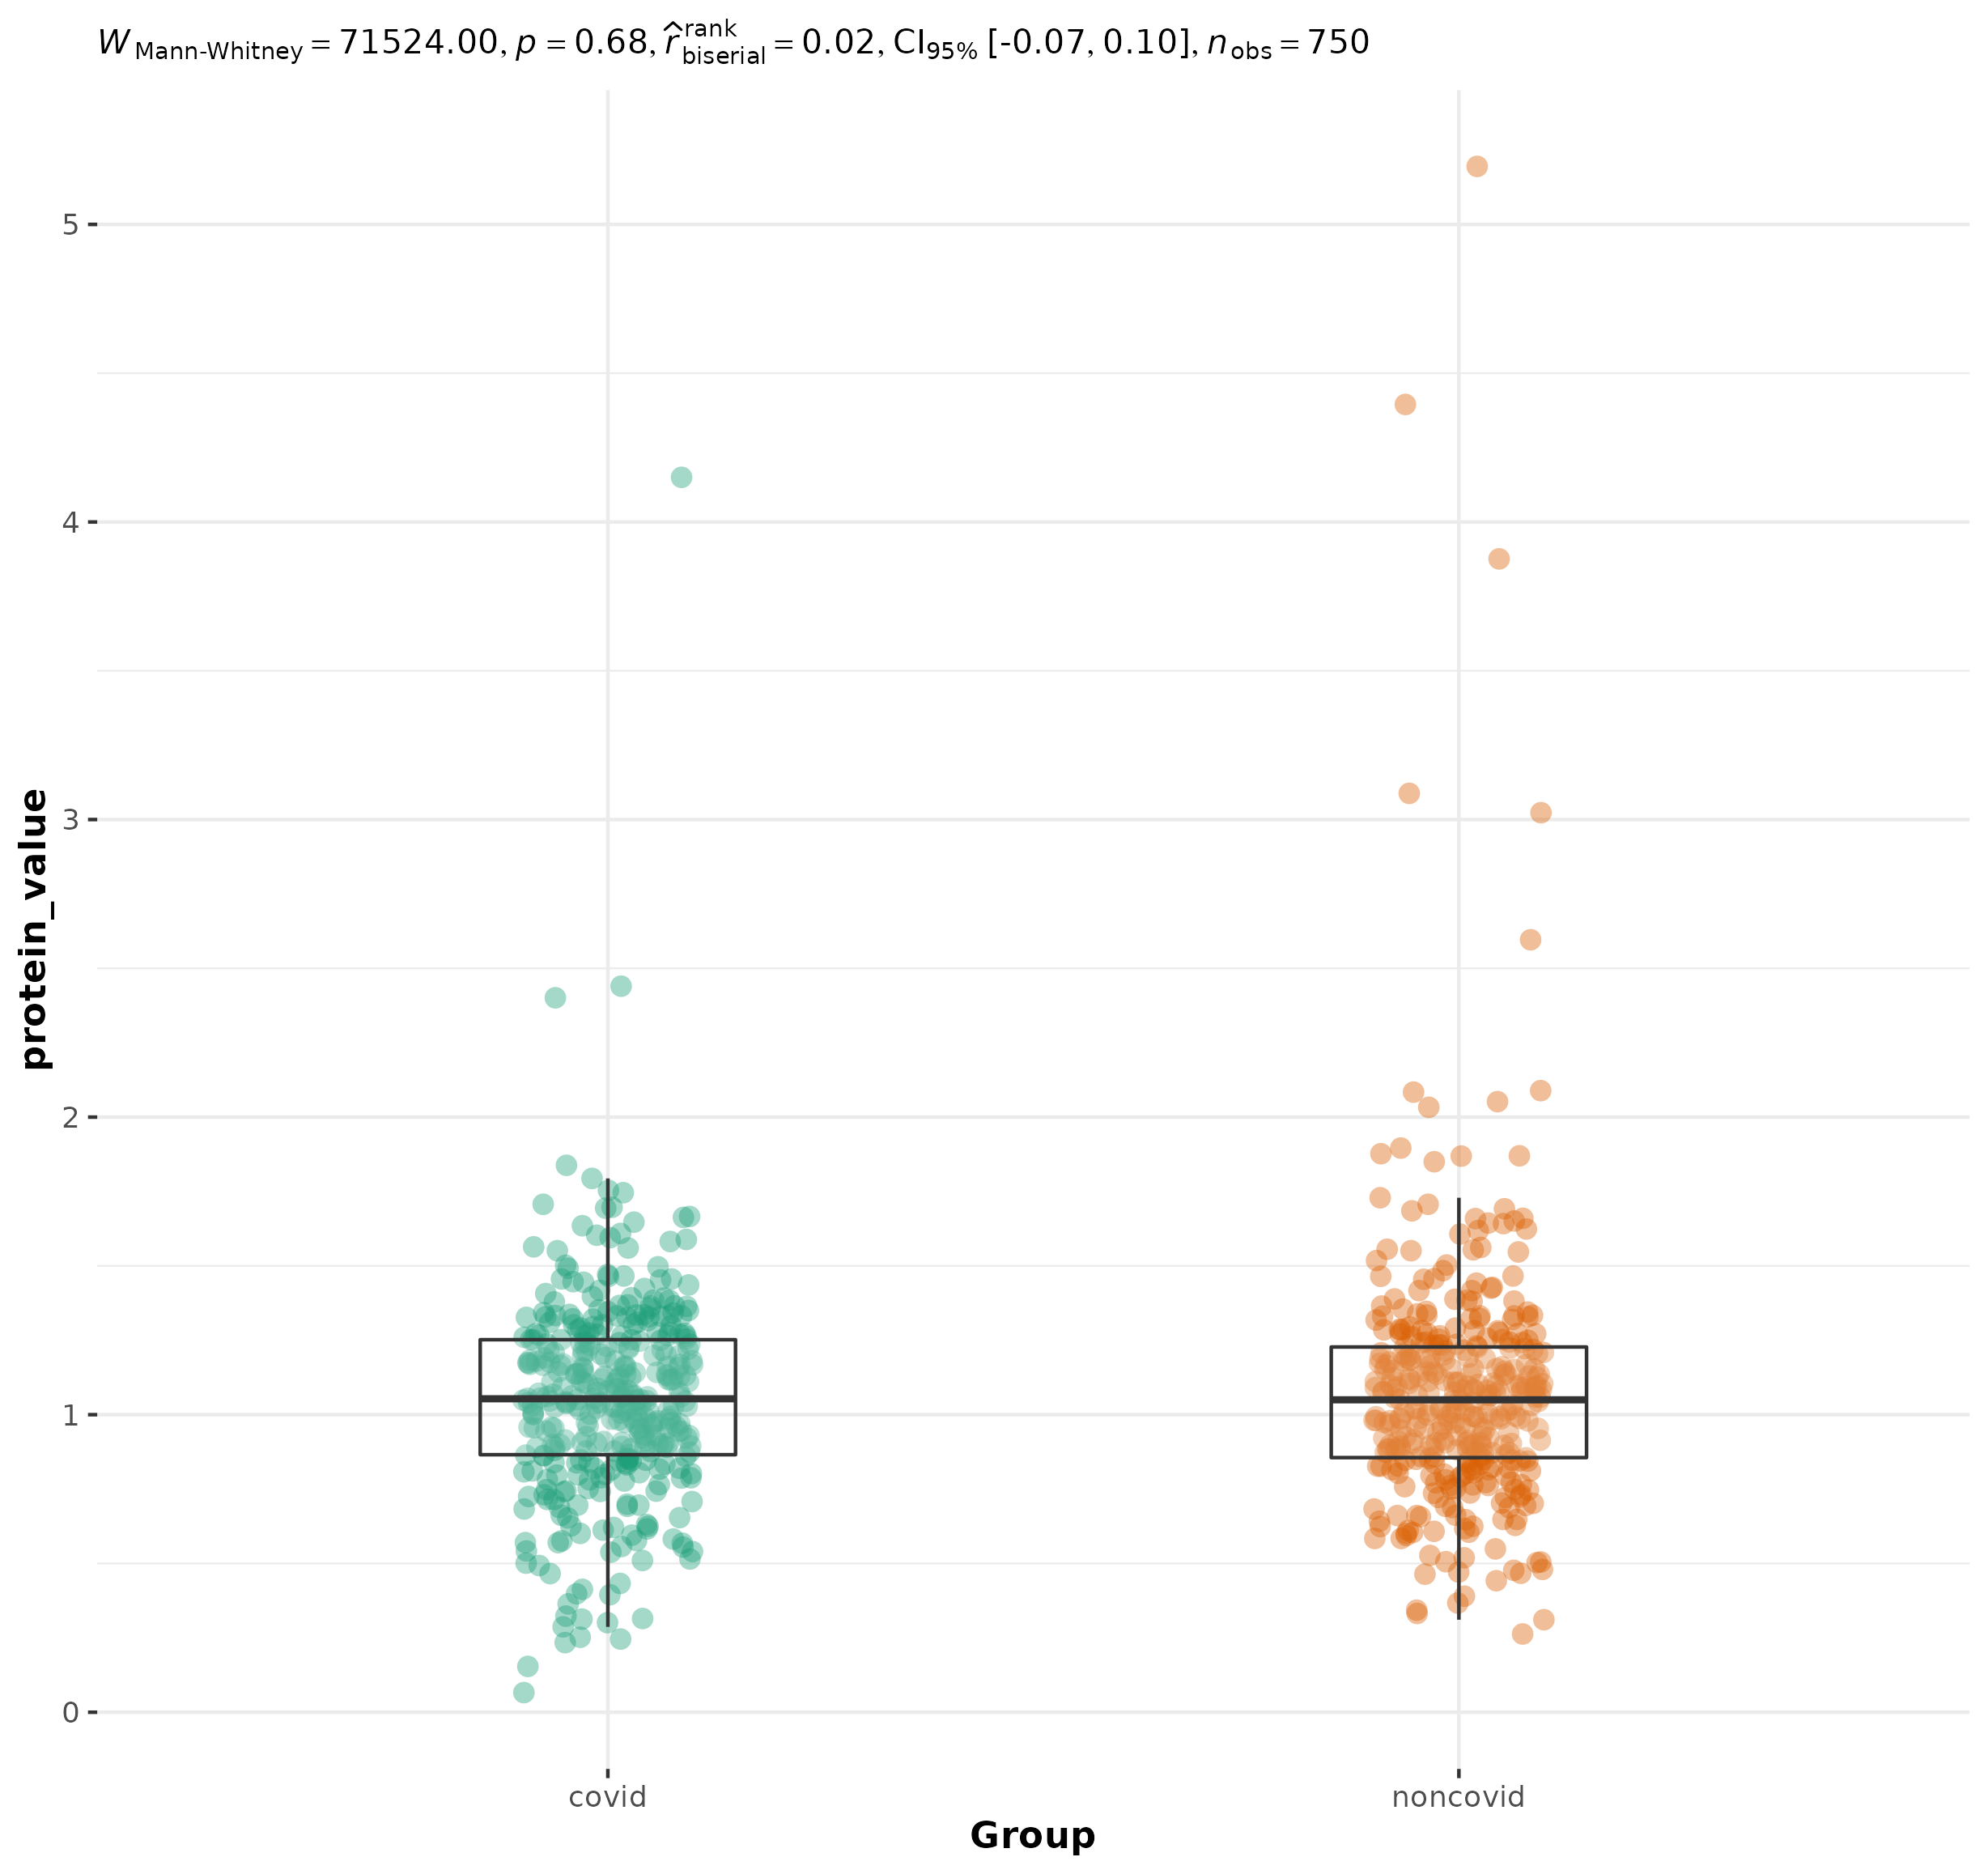 W Mann-Whitney = 71524.00, p = 0.68, r̂ rank biserial = 0.02, CI95% [-0.07, 0.10], nobs = 750
5
4
3
2
1
0
protein_value
covid noncovid
Group